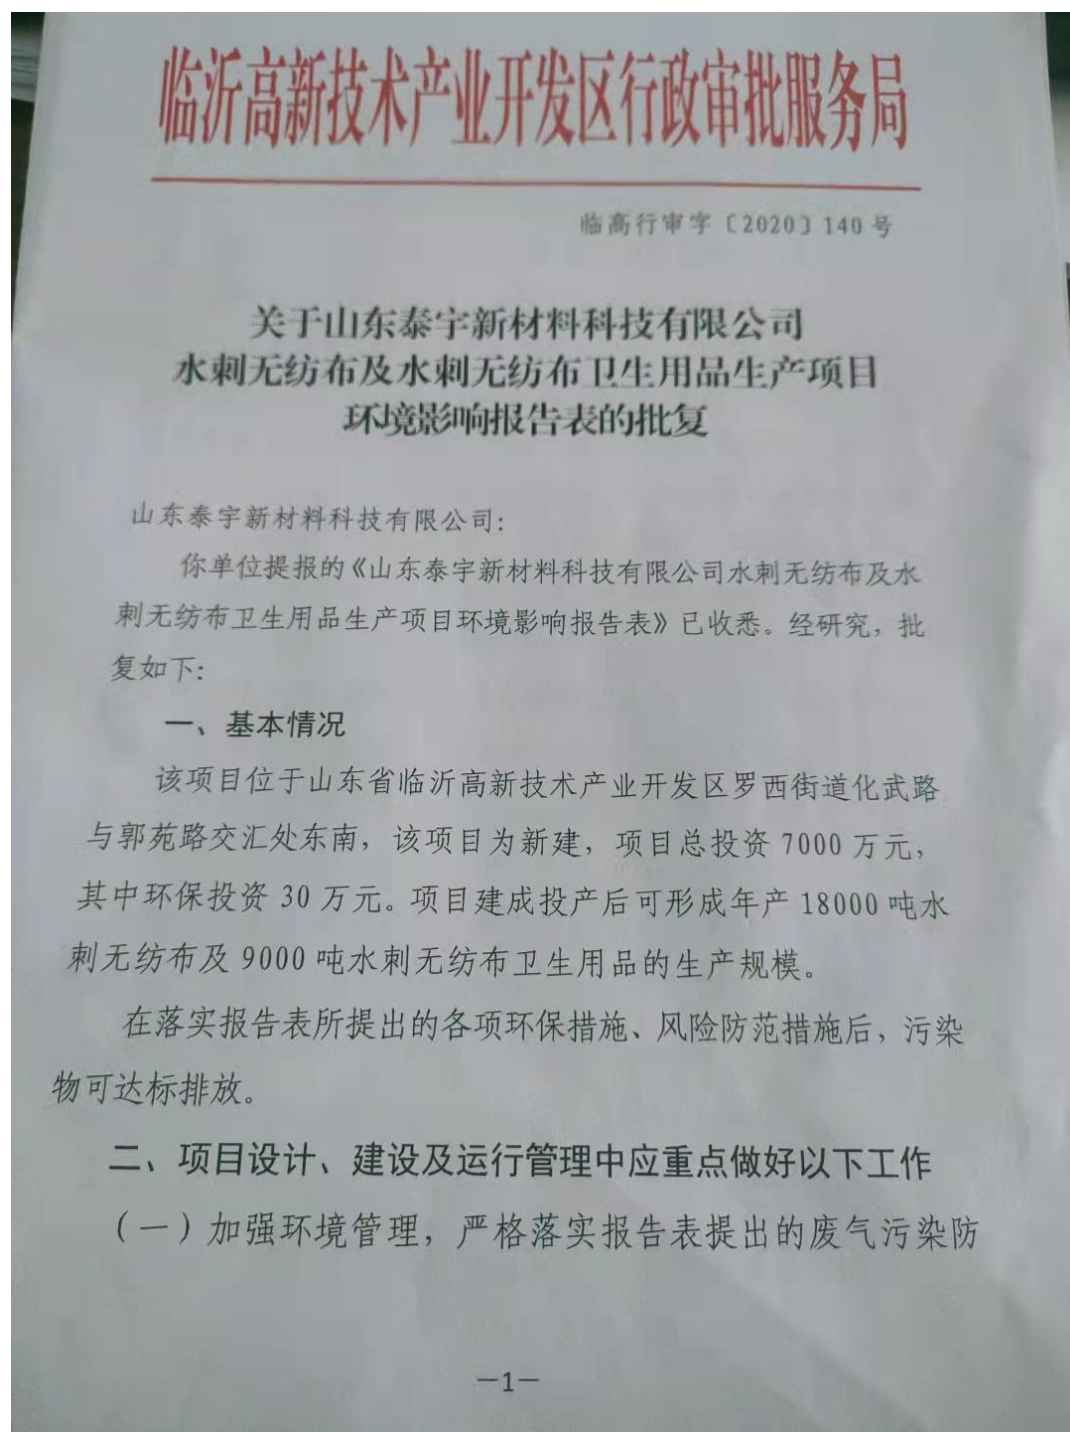 临沂高新技术产业开发区行政审批服务局
临高行审字〔2020〕140号
关于山东泰宇新材料科技有限公司
水刺无纺布及水刺无纺布卫生用品生产项目
环境影响报告表的批复
山东泰宇新材料科技有限公司:
你单位提报的《山东泰宇新材料科技有限公司水刺无纺布及水
刺无纺布卫生用品生产项目环境影响报告表》已收悉。经研究，批
复如下:
一、基本情况
该项目位于山东省临沂高新技术产业开发区罗西街道化武路
与郭苑路交汇处东南，该项目为新建，项目总投资7000万元，
其中环保投资30万元。项目建成投产后可形成年产18000吨水
刺无纺布及9000吨水刺无纺布卫生用品的生产规模。
在落实报告表所提出的各项环保措施、风险防范措施后，污染
物可达标排放。
二、项目设计、建设及运行管理中应重点做好以下工作
（一）加强环境管理，严格落实报告表提出的废气污染防
—1—